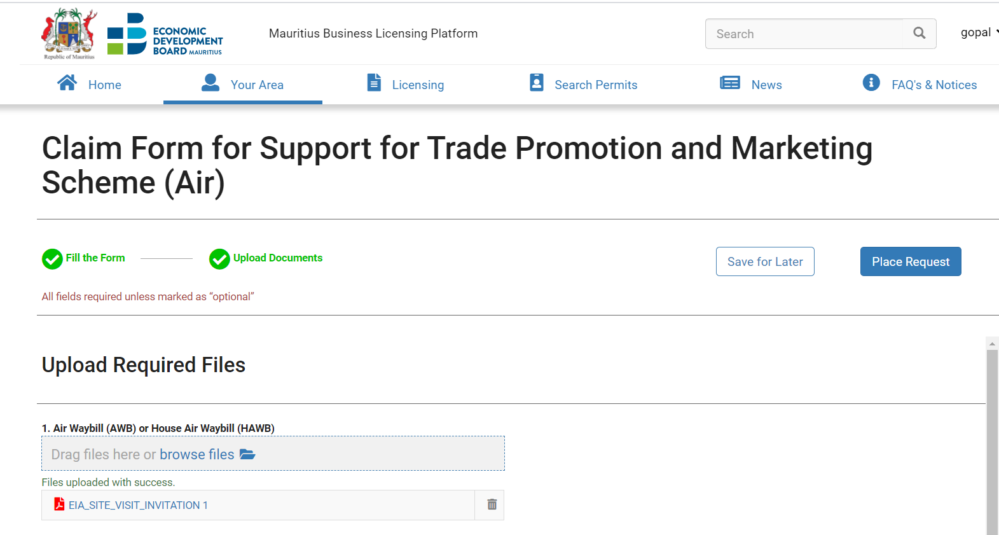 Republic of Mauritius
ECONOMIC
DEVELOPMENT
BOARD MAURITIUS
Mauritius Business Licensing Platform
Search
gopal
Home
Your Area
Licensing
Search Permits
News
FAQ's & Notices
Claim Form for Support for Trade Promotion and Marketing
Scheme (Air)
Fill the Form
Upload Documents
Save for Later
Place Request
All fields required unless marked as “optional”
Upload Required Files
1. Air Waybill (AWB) or House Air Waybill (HAWB)
Drag files here or browse files
Files uploaded with success.
EIA_SITE_VISIT_INVITATION 1